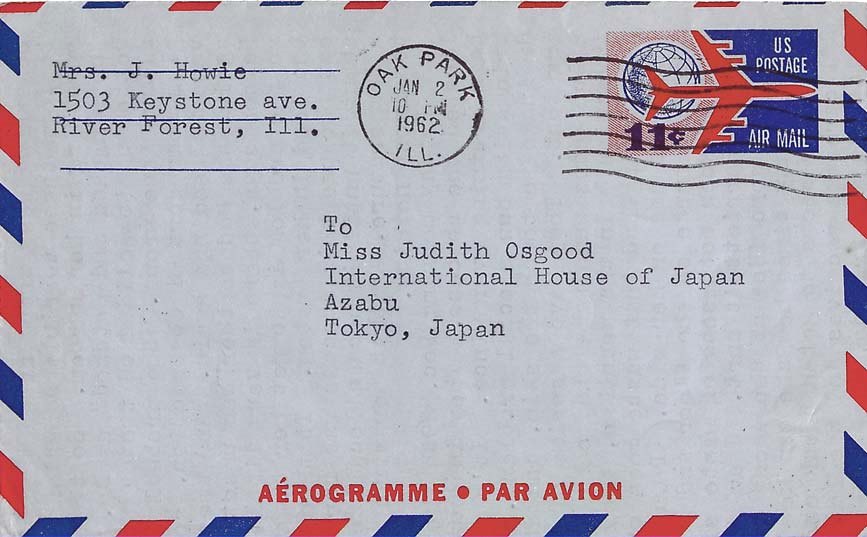 Mrs. J. Howie
1503 Keystone ave.
River Forest, Ill.
OAK PARK
JAN 2
10 PM
1962
ILL.
US
POSTAGE
11¢
AIR MAIL
To
Miss Judith Osgood
International House of Japan
Azabu
Tokyo, Japan
AÉROGRAMME • PAR AVION